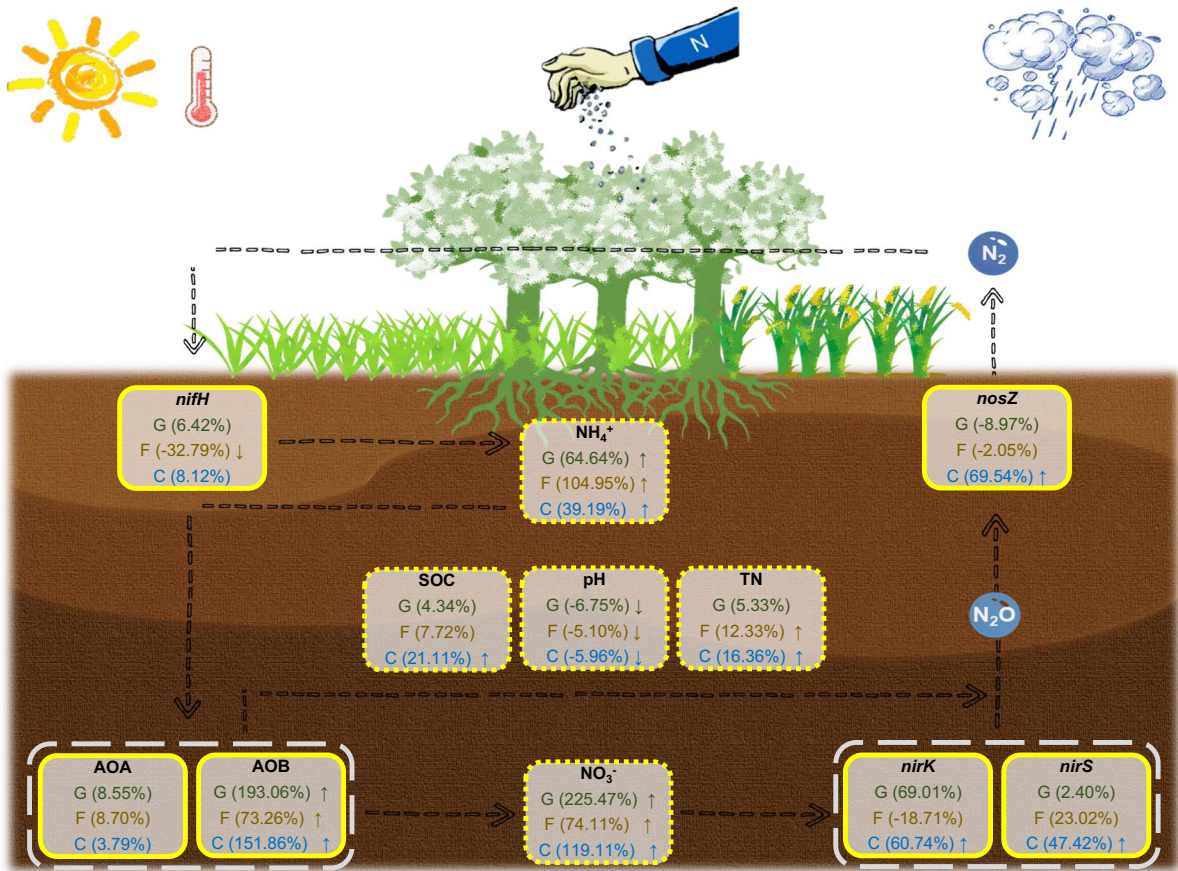 N
N₂
nifH
G (6.42%)
F (-32.79%) ↓
C (8.12%)
nosZ
G (-8.97%)
F (-2.05%)
C (69.54%) ↑
NH₄⁺
G (64.64%) ↑
F (104.95%) ↑
C (39.19%) ↑
SOC
G (4.34%)
F (7.72%)
C (21.11%) ↑
pH
G (-6.75%) ↓
F (-5.10%) ↓
C (-5.96%) ↓
TN
G (5.33%)
F (12.33%) ↑
C (16.36%) ↑
N₂O
AOA
G (8.55%)
F (8.70%)
C (3.79%)
AOB
G (193.06%) ↑
F (73.26%) ↑
C (151.86%) ↑
NO₃⁻
G (225.47%) ↑
F (74.11%) ↑
C (119.11%) ↑
nirK
G (69.01%)
F (-18.71%)
C (60.74%) ↑
nirS
G (2.40%)
F (23.02%)
C (47.42%) ↑